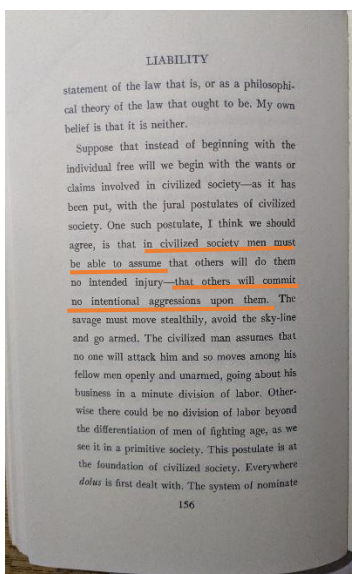 LIABILITY
statement of the law that is, or as a philosophi-
cal theory of the law that ought to be. My own
belief is that it is neither.
Suppose that instead of beginning with the
individual free will we begin with the wants or
claims involved in civilized society—as it has
been put, with the jural postulates of civilized
society. One such postulate, I think we should
agree, is that in civilized society men must
be able to assume that others will do them
no intended injury—that others will commit
no intentional aggressions upon them. The
savage must move stealthily, avoid the sky-line
and go armed. The civilized man assumes that
no one will attack him and so moves among his
fellow men openly and unarmed, going about his
business in a minute division of labor. Other-
wise there could be no division of labor beyond
the differentiation of men of fighting age, as we
see it in a primitive society. This postulate is at
the foundation of civilized society. Everywhere
dolus is first dealt with. The system of nominate
156